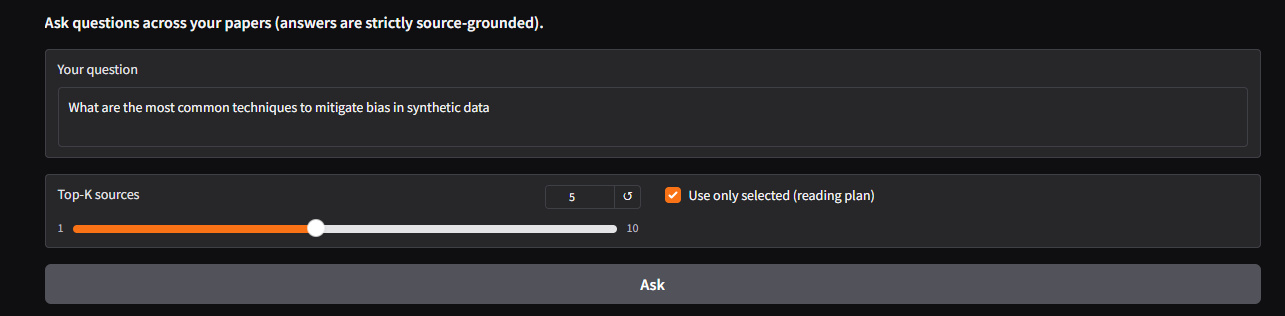 Ask questions across your papers (answers are strictly source-grounded).
Your question
What are the most common techniques to mitigate bias in synthetic data
Top-K sources
5
↺
Use only selected (reading plan)
1
10
Ask